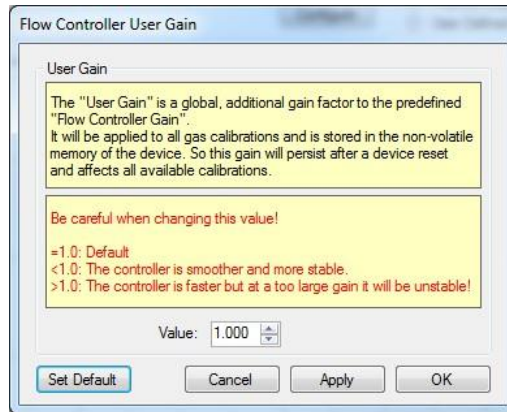 Flow Controller User Gain
User Gain
The "User Gain" is a global, additional gain factor to the predefined
"Flow Controller Gain".
It will be applied to all gas calibrations and is stored in the non-volatile
memory of the device. So this gain will persist after a device reset
and affects all available calibrations.
Be careful when changing this value!
=1.0: Default
<1.0: The controller is smoother and more stable.
>1.0: The controller is faster but at a too large gain it will be unstable!
Value: 1.000
Set Default Cancel Apply OK